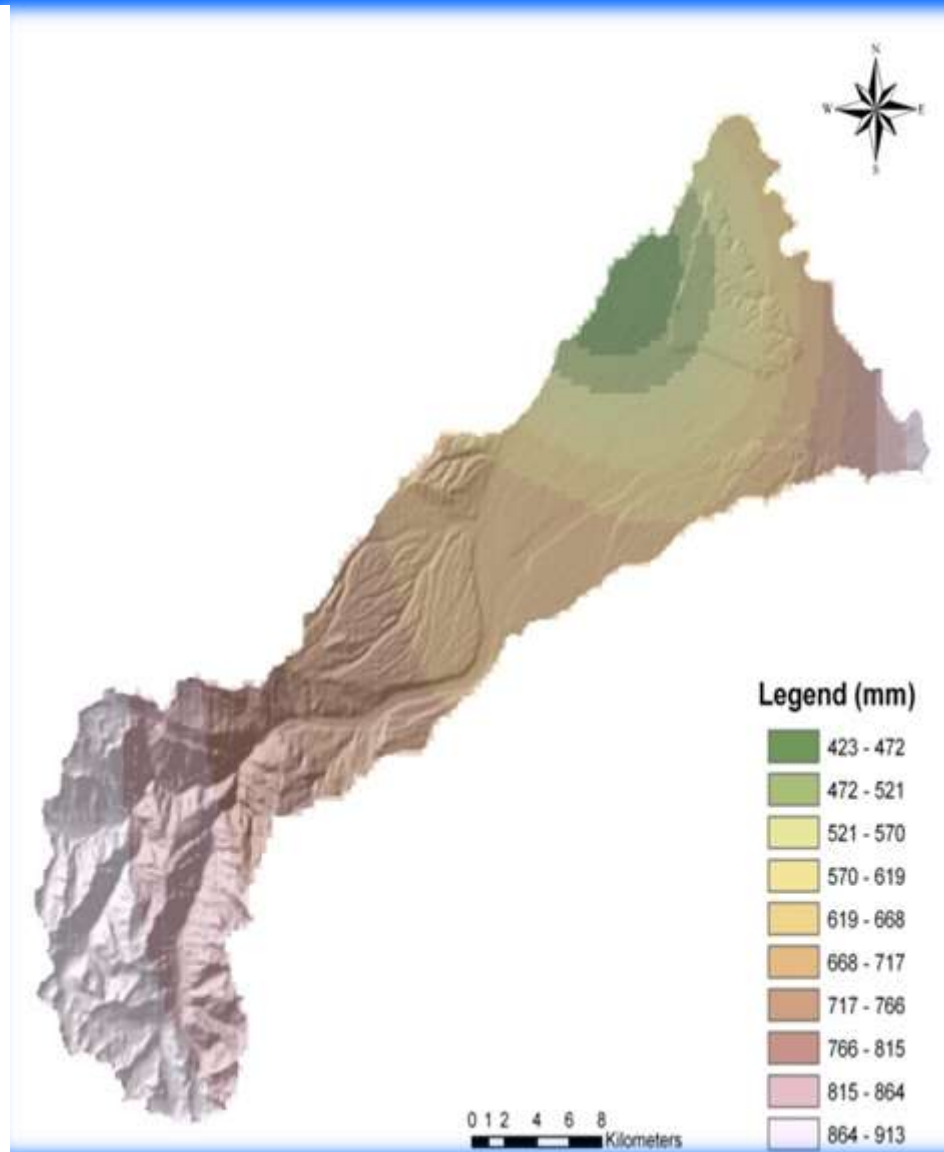 N
W E
S
Legend (mm)
423 - 472
472 - 521
521 - 570
570 - 619
619 - 668
668 - 717
717 - 766
766 - 815
815 - 864
864 - 913
0 1 2 4 6 8
Kilometers